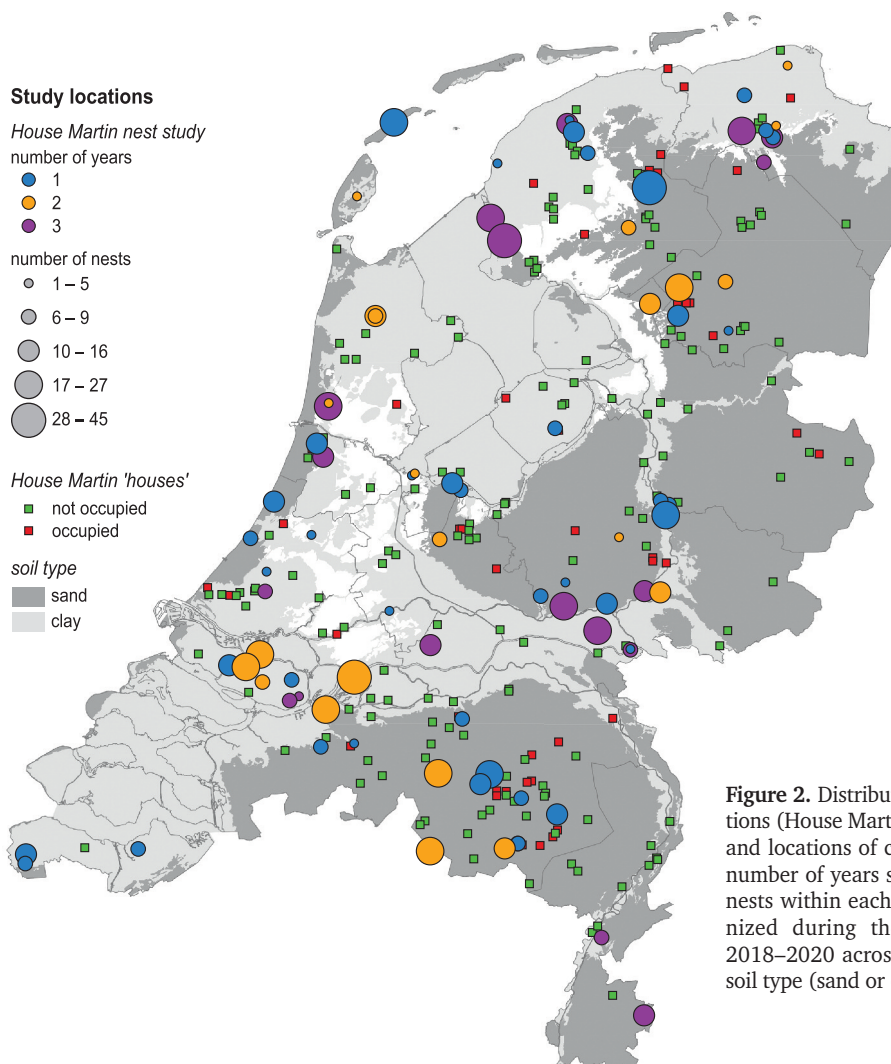 Study locations
House Martin nest study
number of years
1
2
3
number of nests
1 – 5
6 – 9
10 – 16
17 – 27
28 – 45
House Martin 'houses'
not occupied
occupied
soil type
sand
clay
Figure 2. Distribu
tions (House Mart
and locations of c
number of years s
nests within each
nized during th
2018–2020 acros
soil type (sand or